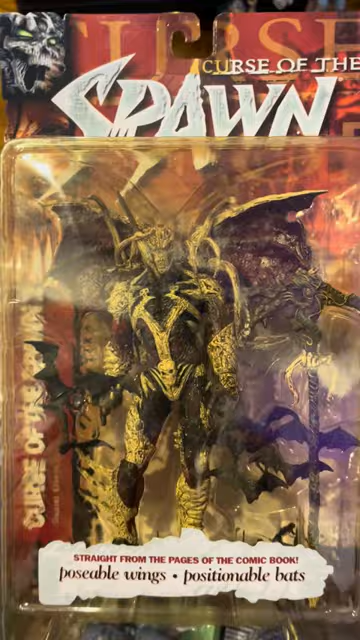 CURSE
CURSE OF THE
SPAWN
CURSE OF THE SPAWN
STRAIGHT FROM THE PAGES OF THE COMIC BOOK!
poseable wings • positionable bats